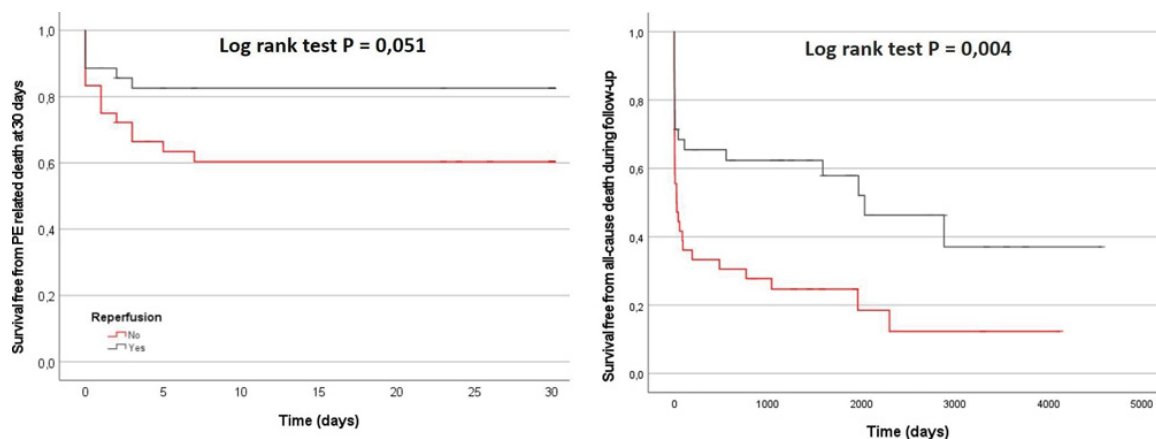 Log rank test P = 0,051
Survival free from PE related death at 30 days
1,0
0,8
0,6
0,4
0,2
0,0
Reperfusion
No
Yes
0 5 10 15 20 25 30
Time (days)
Log rank test P = 0,004
Survival free from all-cause death during follow-up
1,0
0,8
0,6
0,4
0,2
0,0
0 1000 2000 3000 4000 5000
Time (days)